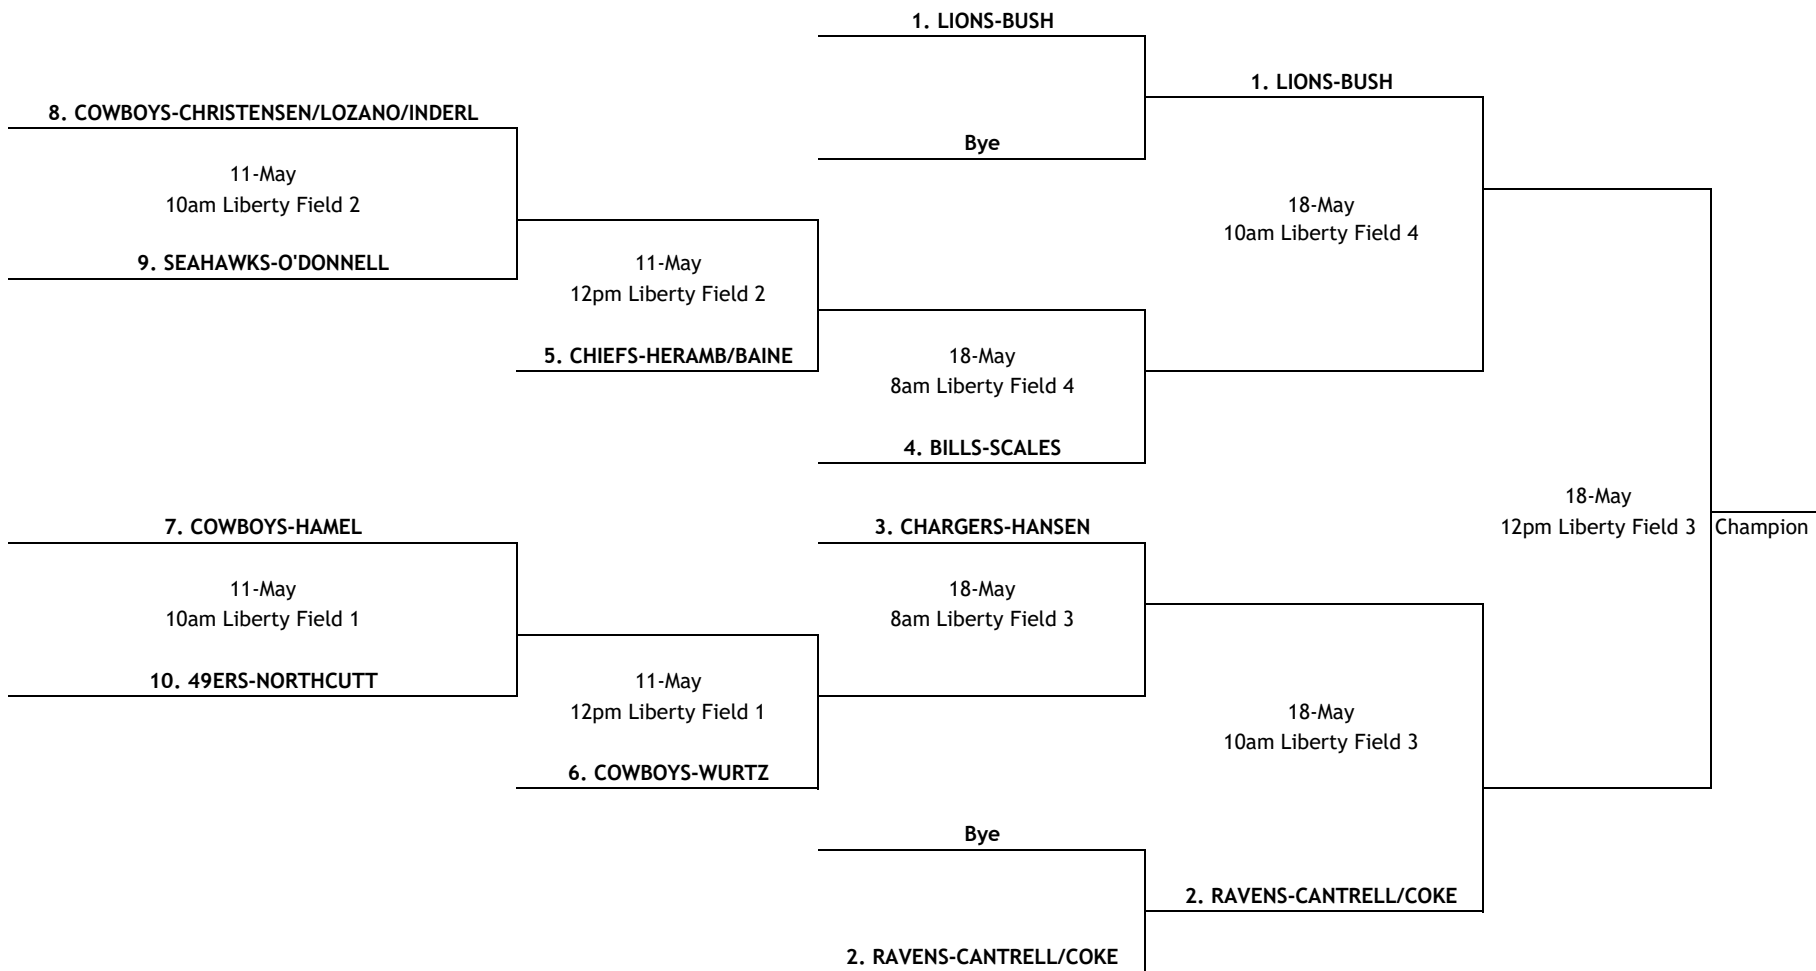 1. LIONS-BUSH
1. LIONS-BUSH
8. COWBOYS-CHRISTENSEN/LOZANO/INDERL
Bye
11-May
10am Liberty Field 2
18-May
10am Liberty Field 4
9. SEAHAWKS-O'DONNELL
11-May
12pm Liberty Field 2
5. CHIEFS-HERAMB/BAINE
18-May
8am Liberty Field 4
4. BILLS-SCALES
18-May
12pm Liberty Field 3
Champion
7. COWBOYS-HAMEL
3. CHARGERS-HANSEN
11-May
10am Liberty Field 1
18-May
8am Liberty Field 3
10. 49ERS-NORTHCUTT
11-May
12pm Liberty Field 1
18-May
10am Liberty Field 3
6. COWBOYS-WURTZ
Bye
2. RAVENS-CANTRELL/COKE
2. RAVENS-CANTRELL/COKE